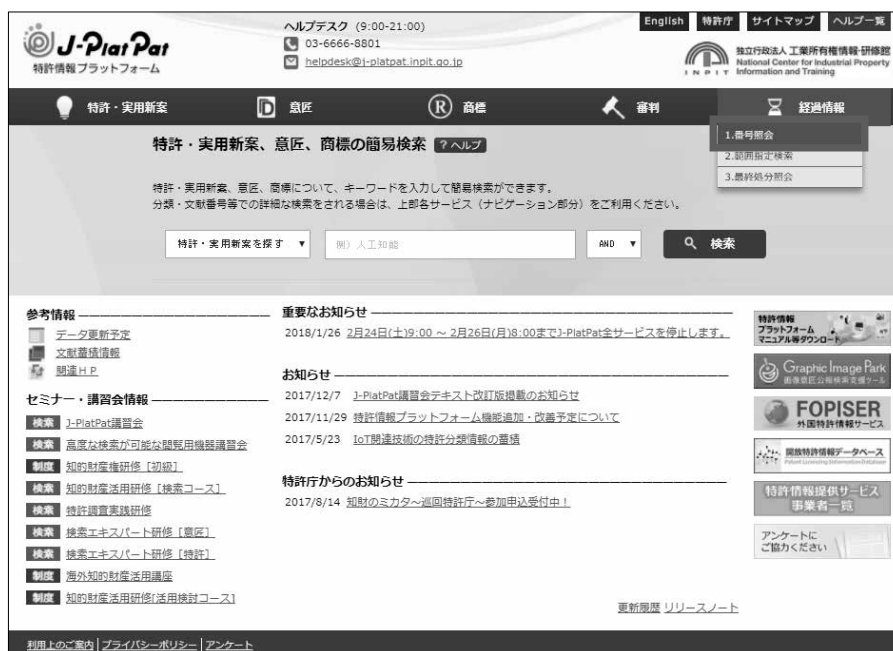 J-PlatPat
特許情報プラットフォーム
ヘルプデスク (9:00-21:00)
03-6666-8801
helpdesk@j-platpat.inpit.go.jp
English 特許庁 サイトマップ ヘルプ一覧
INPIT
独立行政法人 工業所有権情報・研修館
National Center for Industrial Property
Information and Training
特許・実用新案 意匠 商標 審判 経過情報
1.番号照会
2.範囲指定検索
3.最終処分照会
特許・実用新案、意匠、商標の簡易検索 ? ヘルプ
特許・実用新案、意匠、商標について、キーワードを入力して簡易検索ができます。
分類・文献番号等での詳細な検索をされる場合は、上部各サービス(ナビゲーション部分)をご利用ください。
特許・実用新案を探す ▼ 例)人工知能 AND ▼ 検索
参考情報
データ更新予定
文献蓄積情報
関連HP
セミナー・講習会情報
検索 J-PlatPat講習会
検索 高度な検索が可能な閲覧用機器講習会
制度 知的財産権研修[初級]
検索 知的財産活用研修[検索コース]
検索 特許調査実践研修
検索 検索エキスパート研修[意匠]
検索 検索エキスパート研修[特許]
制度 海外知的財産活用講座
制度 知的財産活用研修[活用検討コース]
重要なお知らせ
2018/1/26 2月24日(土)9:00 ~ 2月26日(月)8:00までJ-PlatPat全サービスを停止します。
お知らせ
2017/12/7 J-PlatPat講習会テキスト改訂版掲載のお知らせ
2017/11/29 特許情報プラットフォーム機能追加・改善予定について
2017/5/23 IoT関連技術の特許分類情報の蓄積
特許庁からのお知らせ
2017/8/14 知財のミカタ~巡回特許庁~参加申込受付中!
更新履歴 リリースノート
特許情報
プラットフォーム
マニュアル等ダウンロード
Graphic Image Park
画像意匠公報検索支援ツール
FOPISER
外国特許情報サービス
開放特許情報データベース
Patent Licensing Information Database
特許情報提供サービス
事業者一覧
アンケートに
ご協力ください
利用上のご案内 | プライバシーポリシー | アンケート